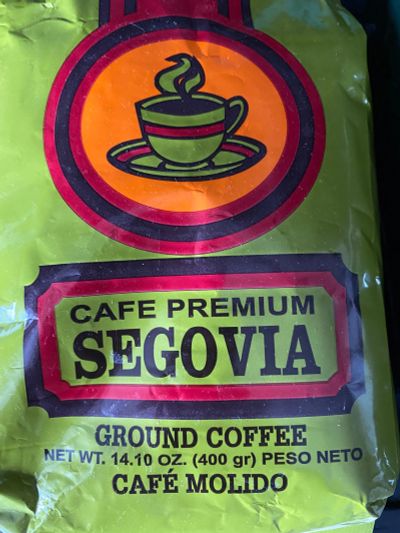 CAFE PREMIUM
SEGOVIA
GROUND COFFEE
NET WT. 14.10 OZ. (400 gr) PESO NETO
CAFÉ MOLIDO